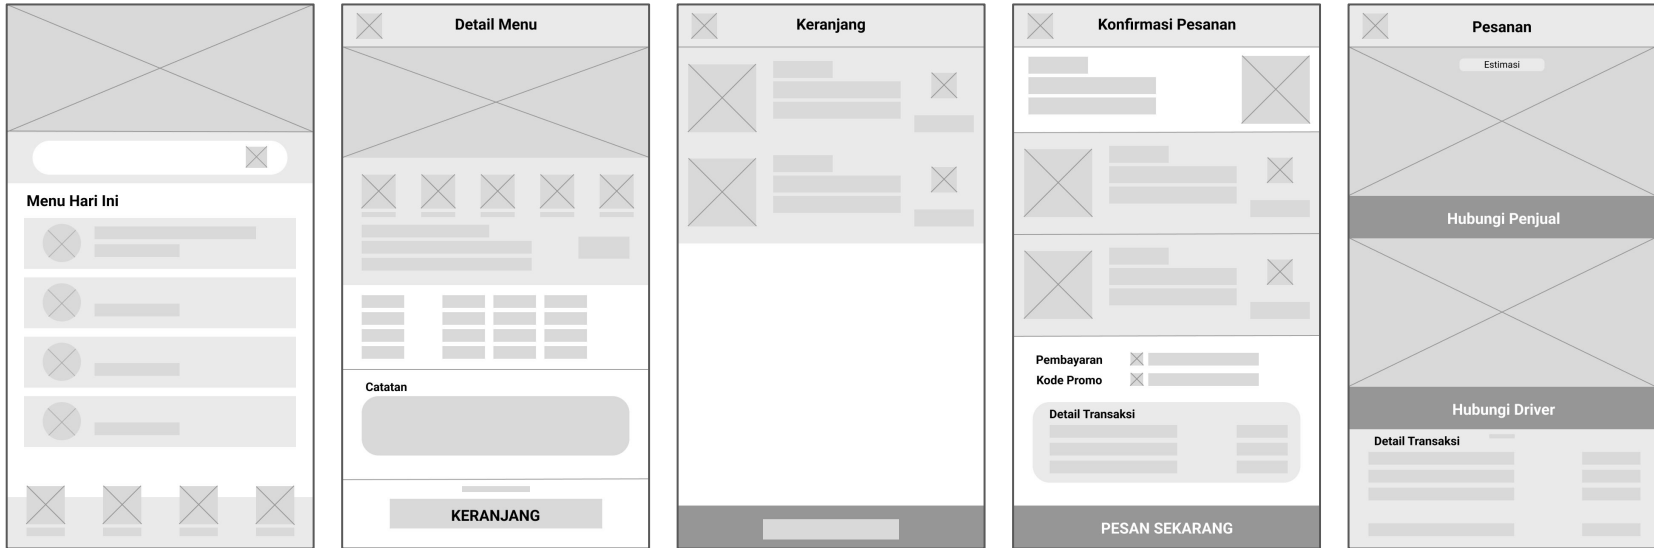 Menu Hari Ini
Detail Menu
Catatan
KERANJANG
Keranjang
Konfirmasi Pesanan
Pembayaran
Kode Promo
Detail Transaksi
PESAN SEKARANG
Pesanan
Estimasi
Hubungi Penjual
Hubungi Driver
Detail Transaksi